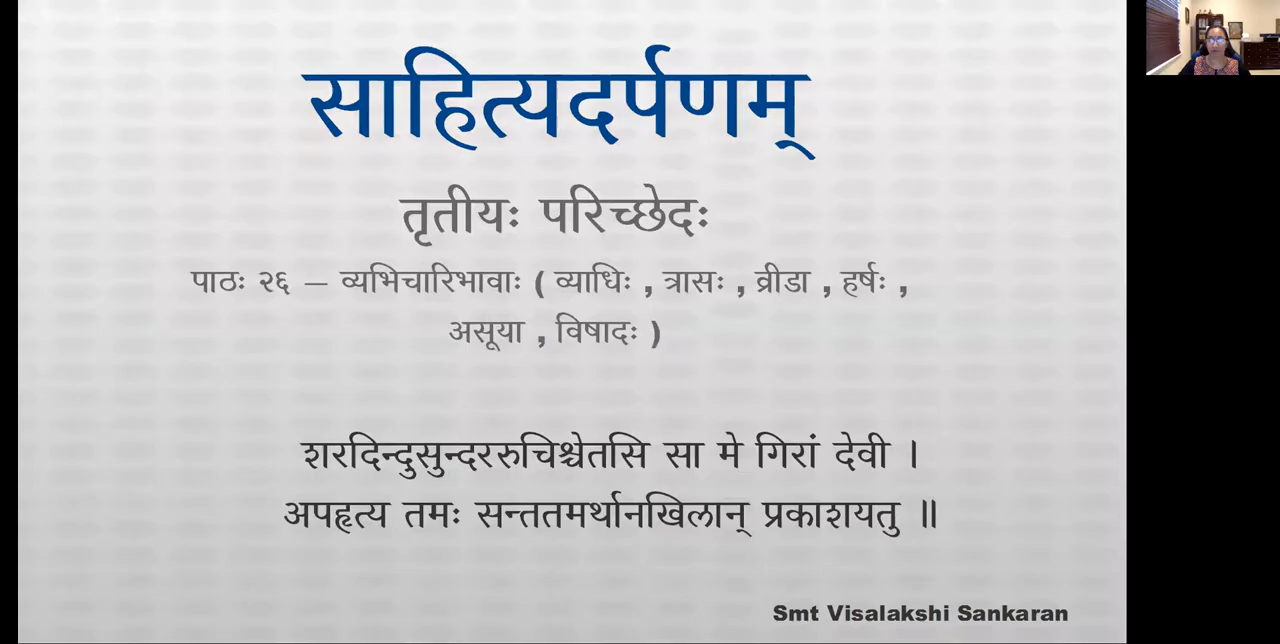 साहित्यदर्पणम्
तृतीयः परिच्छेदः
पाठः २६ – व्यभिचारिभावाः ( व्याधिः , त्रासः , व्रीडा , हर्षः ,
असूया , विषादः )
शरदिन्दुसुन्दररुचिश्चेतसि सा मे गिरां देवी ।
अपहृत्य तमः सन्ततमर्थानखिलान् प्रकाशयतु ॥
Smt Visalakshi Sankaran